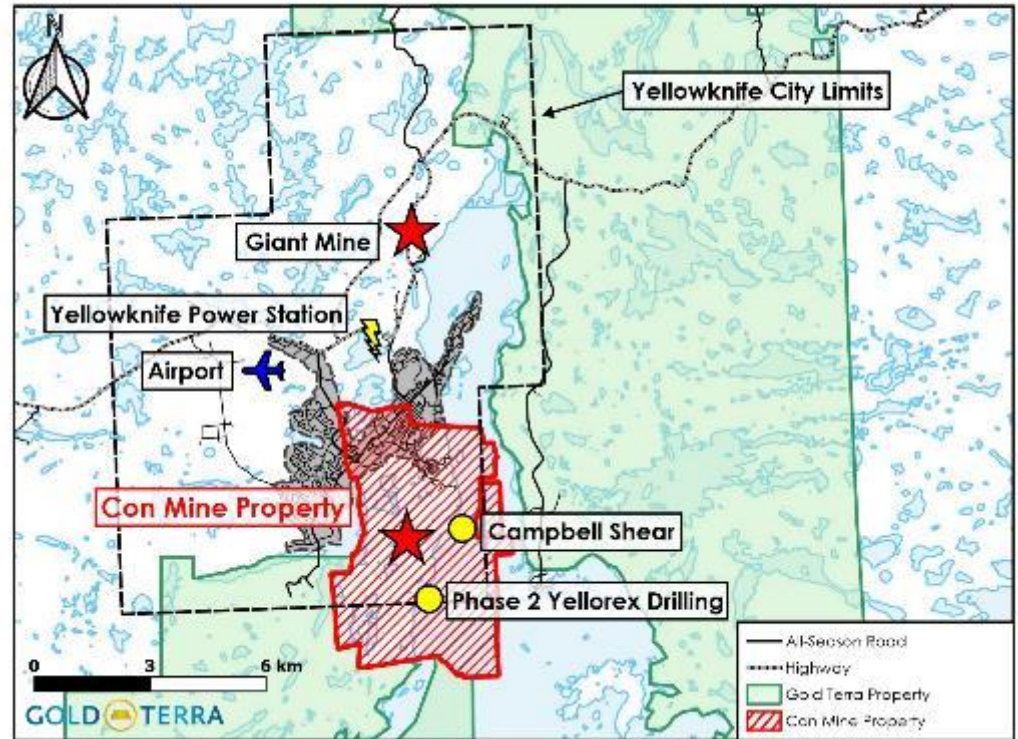 N
Yellowknife City Limits
Giant Mine
Yellowknife Power Station
Airport
Con Mine Property
Campbell Shear
Phase 2 Yellorex Drilling
0 3 6 km
GOLD TERRA
All-Season Road
Highway
Gold Terra Property
Con Mine Property